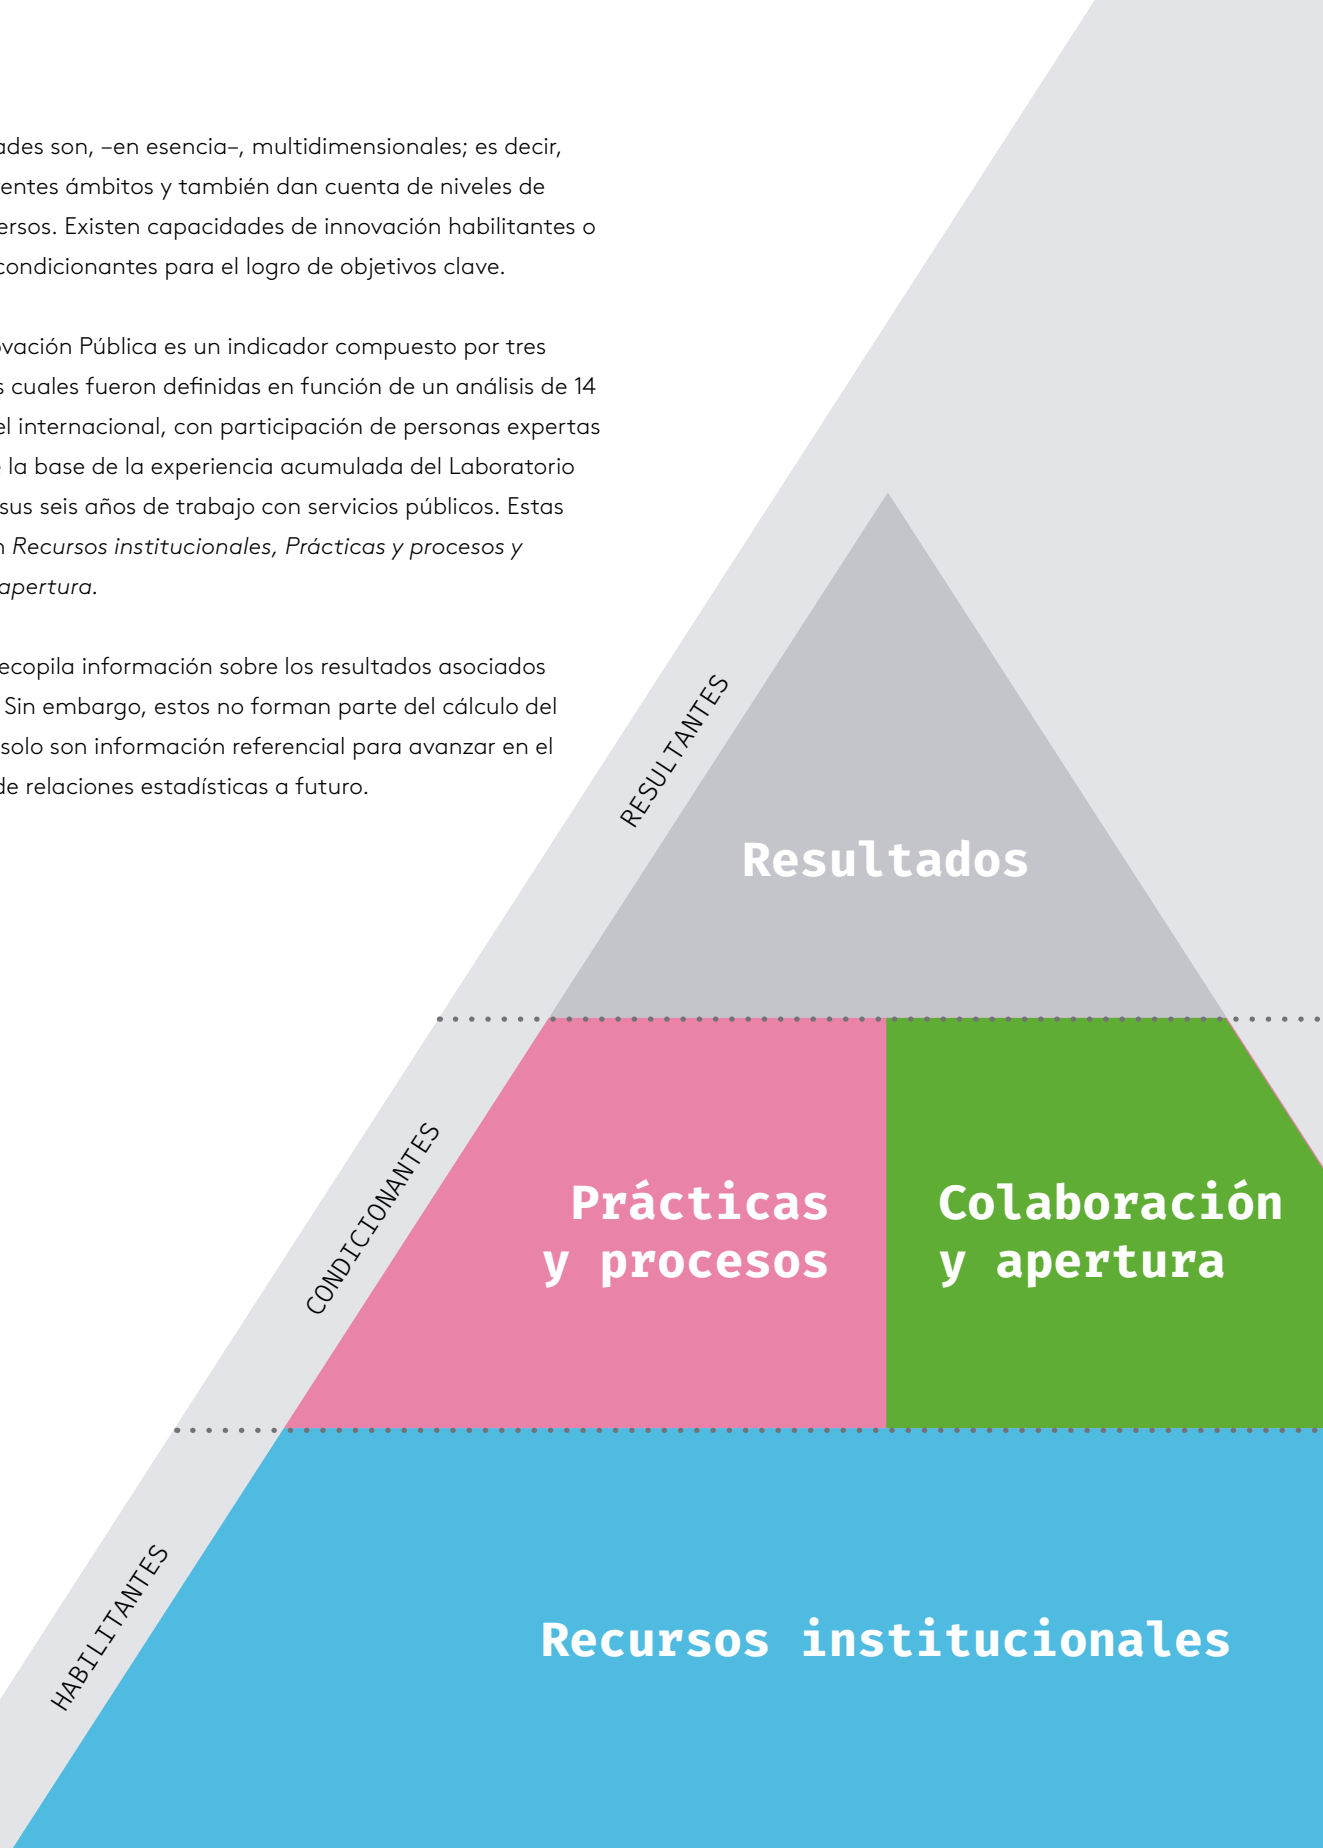 ades son, –en esencia–, multidimensionales; es decir,
entes ámbitos y también dan cuenta de niveles de
ersos. Existen capacidades de innovación habilitantes o
condicionantes para el logro de objetivos clave.
ovación Pública es un indicador compuesto por tres
s cuales fueron definidas en función de un análisis de 14
el internacional, con participación de personas expertas
la base de la experiencia acumulada del Laboratorio
sus seis años de trabajo con servicios públicos. Estas
n Recursos institucionales, Prácticas y procesos y
apertura.
ecopila información sobre los resultados asociados
Sin embargo, estos no forman parte del cálculo del
solo son información referencial para avanzar en el
de relaciones estadísticas a futuro.
RESULTANTES
Resultados
CONDICIONANTES
Prácticas
y procesos
Colaboración
y apertura
HABILITANTES
Recursos institucionales